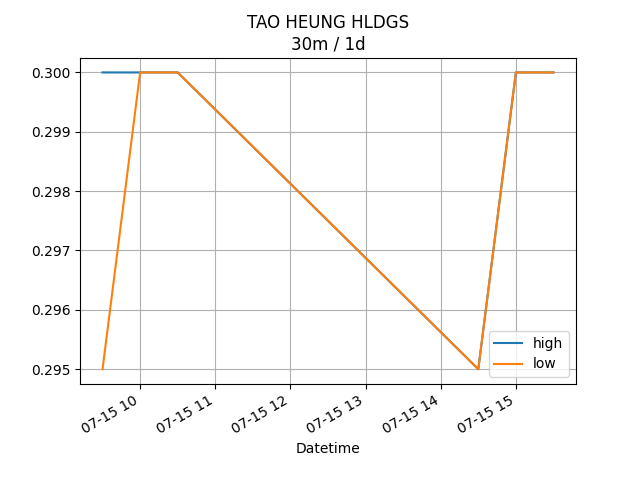 TAO HEUNG HLDGS
30m / 1d
0.300
0.299
0.298
0.297
0.296
0.295
high
low
07-15 10
07-15 11
07-15 12
07-15 13
07-15 14
07-15 15
Datetime